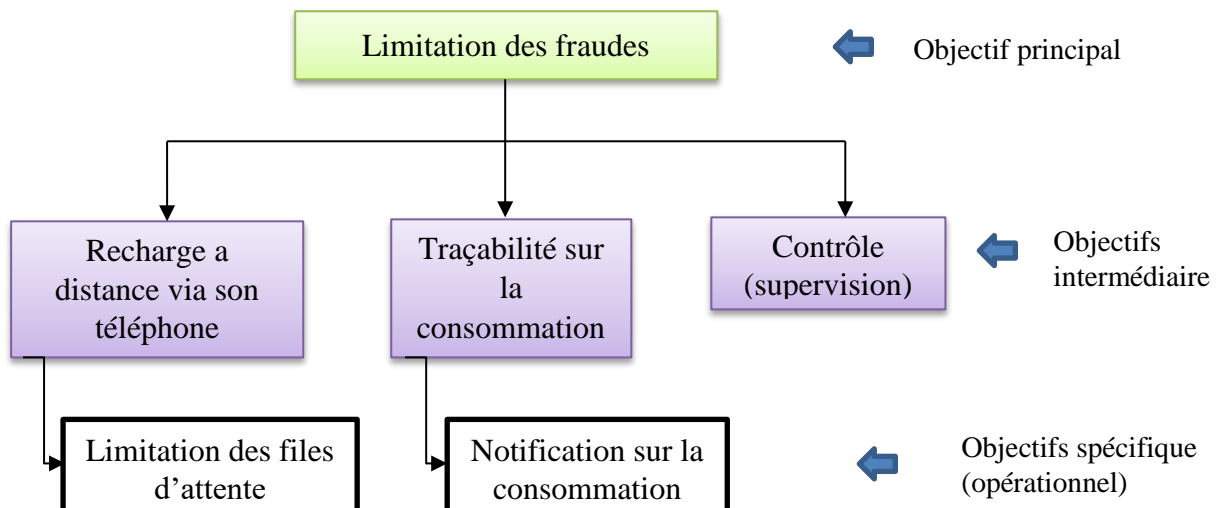 Limitation des fraudes
Objectif principal
Recharge a
distance via son
téléphone
Traçabilité sur
la
consommation
Contrôle
(supervision)
Objectifs
intermédiaire
Limitation des files
d’attente
Notification sur la
consommation
Objectifs spécifique
(opérationnel)